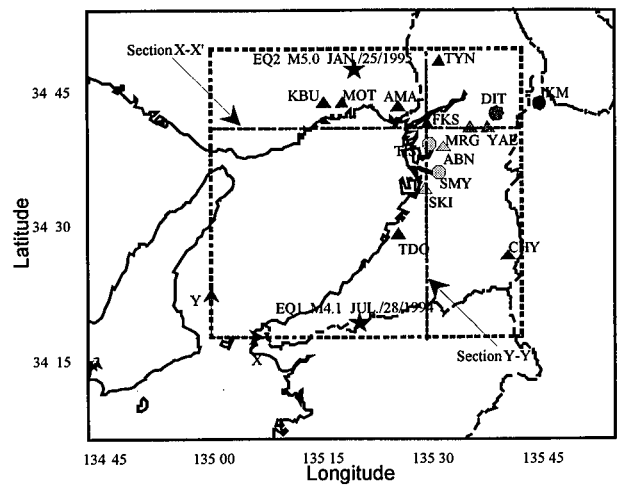 Section X-X'
EQ2 M5.0 JAN./25/1995
TYN
34 45
KBU MOT AMA DIT KM
FKS
MRG YAE
ABN
SMY
SKI
Latitude
34 30
TDO CHY
Y
EQ1 M4.1 JUL./28/1994
Section Y-Y'
34 15
X
134 45 135 00 135 15 135 30 135 45
Longitude